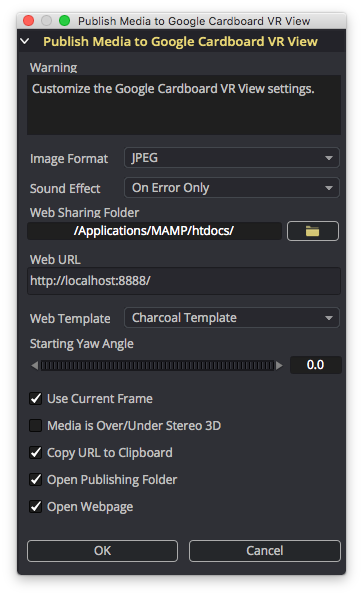 Publish Media to Google Cardboard VR View
Publish Media to Google Cardboard VR View
Warning
Customize the Google Cardboard VR View settings.
Image Format JPEG
Sound Effect On Error Only
Web Sharing Folder
/Applications/MAMP/htdocs/
Web URL
http://localhost:8888/
Web Template Charcoal Template
Starting Yaw Angle
0.0
Use Current Frame
Media is Over/Under Stereo 3D
Copy URL to Clipboard
Open Publishing Folder
Open Webpage
OK Cancel